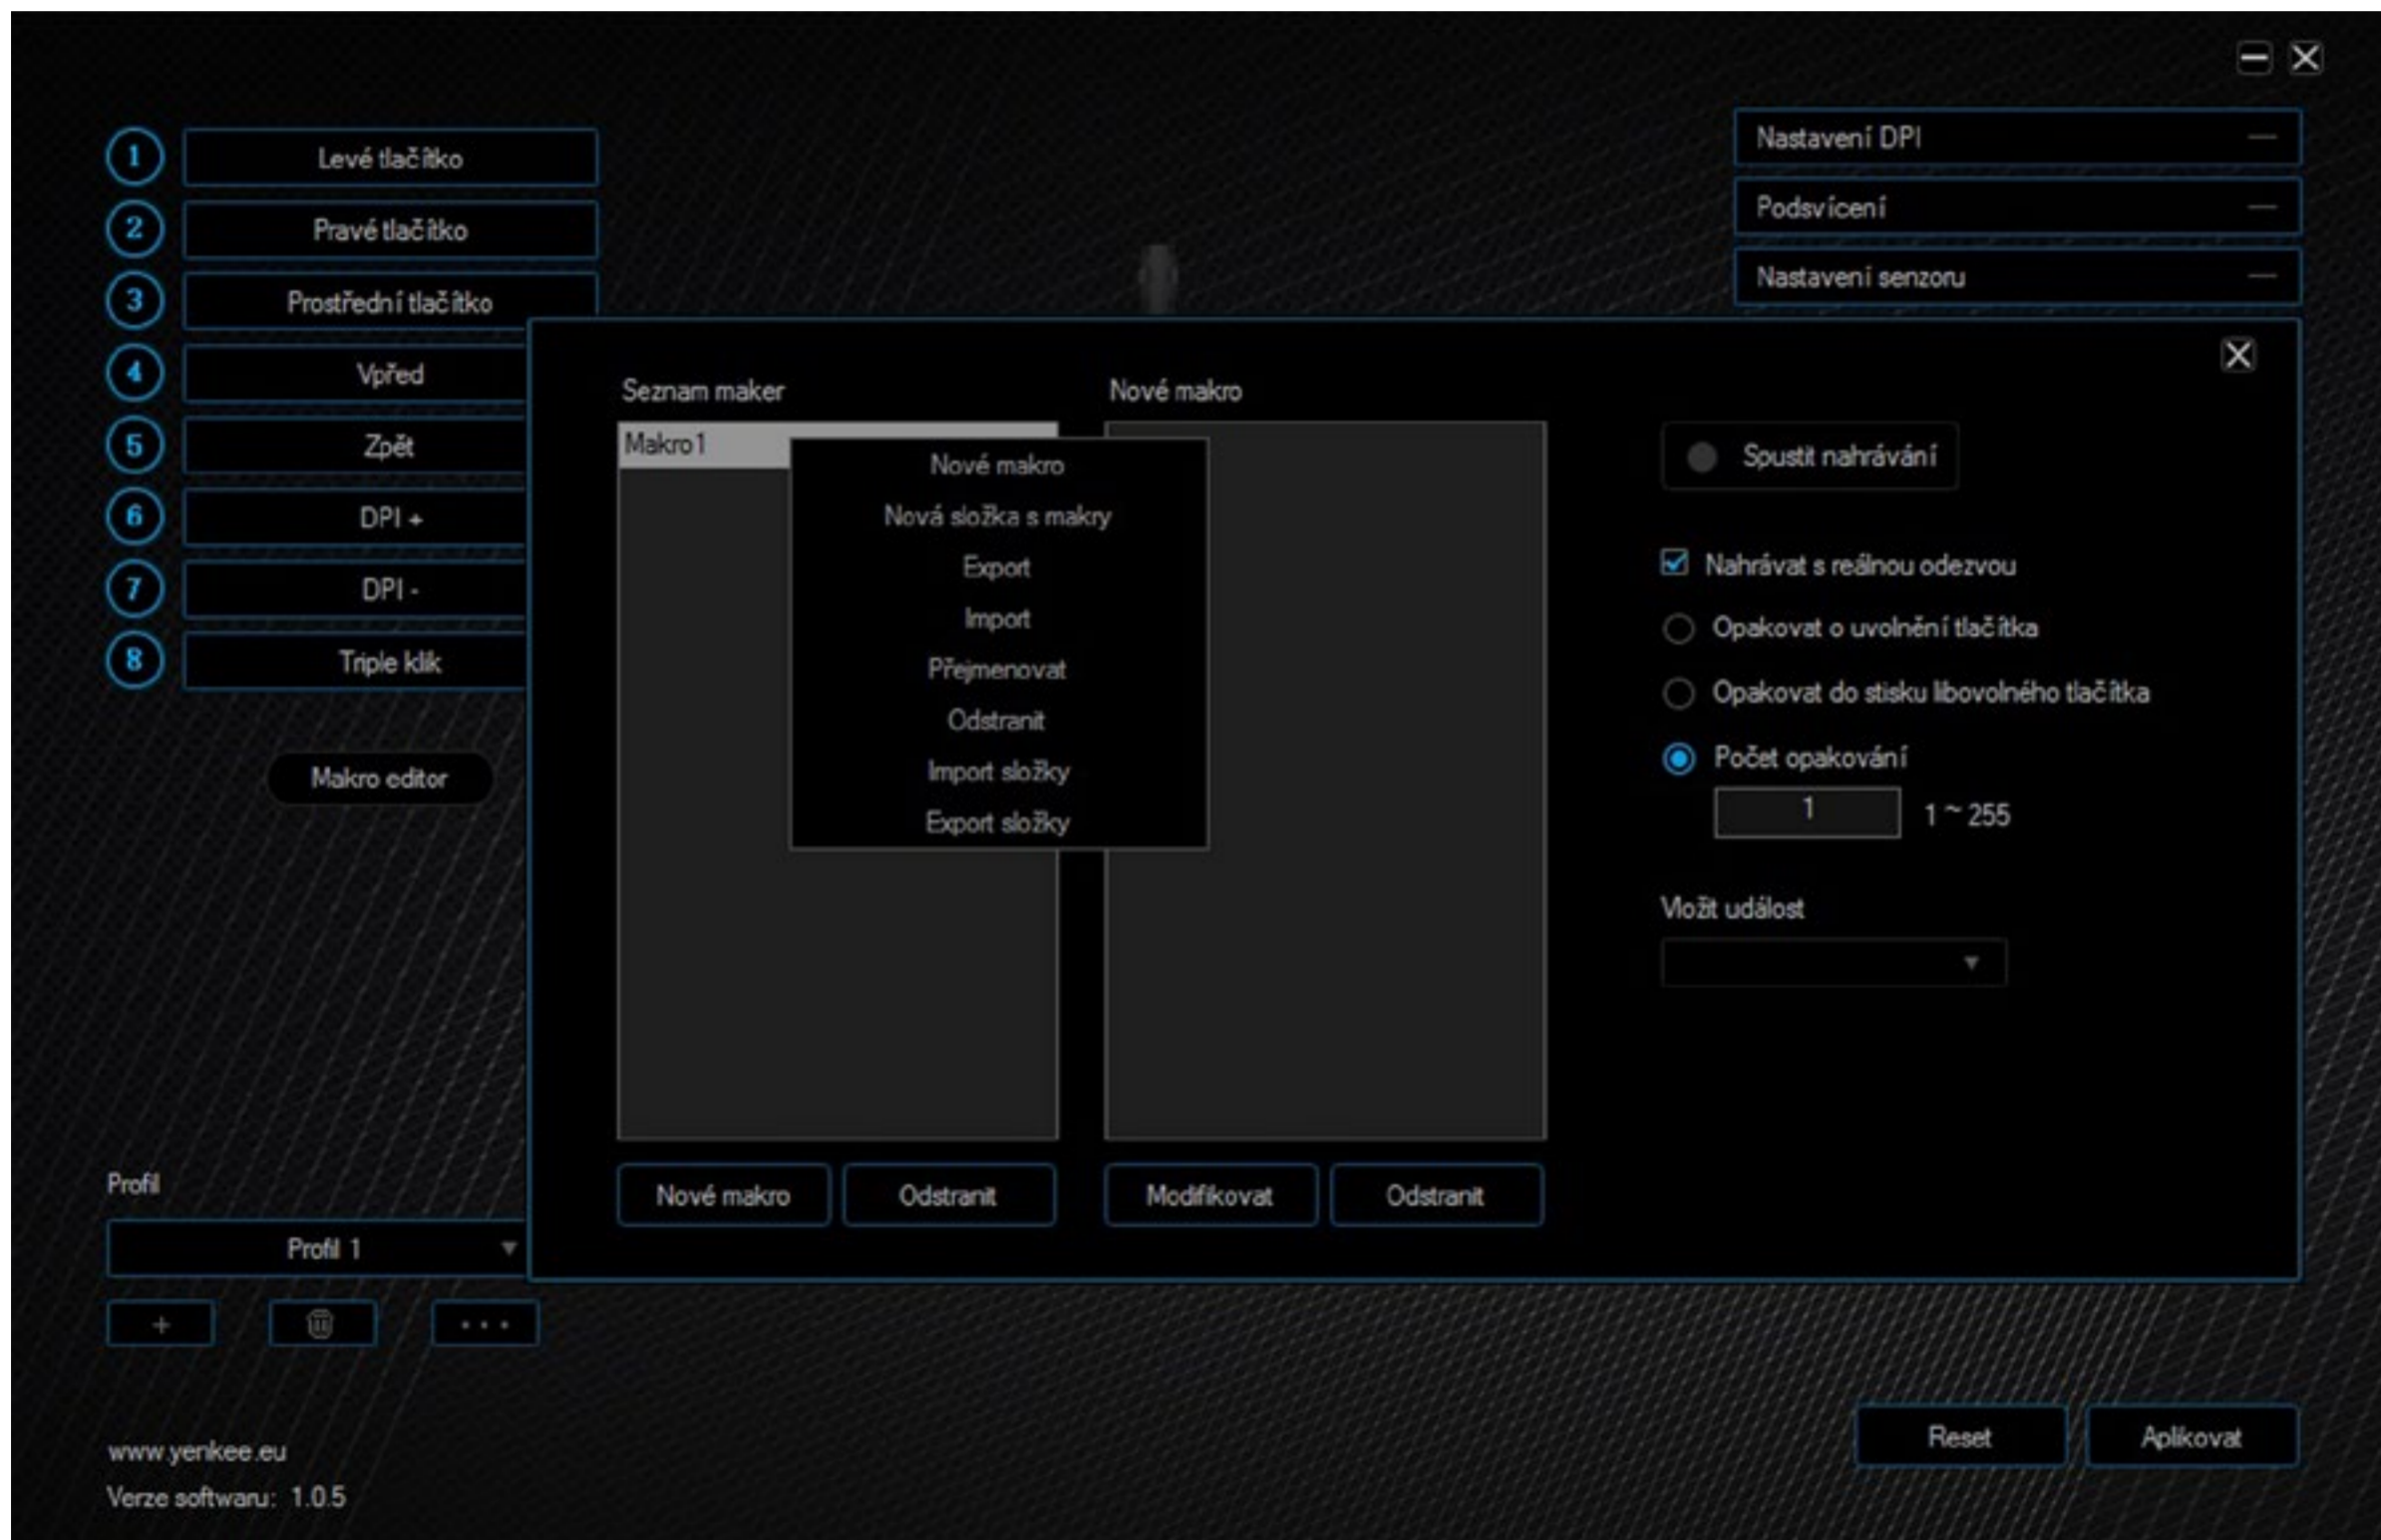 1 Levé tlačítko
2 Pravé tlačítko
3 Prostřední tlačítko
4 Vpřed
5 Zpět
6 DPI +
7 DPI -
8 Triple klik
Makro editor
Profil
Profil 1
+ ...
www.yenkee.eu
Verze softwaru: 1.0.5
Nastavení DPI
Podsvícení
Nastavení senzoru
Seznam maker
Makro1
Nové makro
Nová složka s makry
Export
Import
Přejmenovat
Odstranit
Import složky
Export složky
Nové makro
Odstranit
Nové makro
Modifikovat
Odstranit
Spustit nahrávání
Nahrávat s reálnou odezvou
Opakovat o uvolnění tlačítka
Opakovat do stisku libovolného tlačítka
Počet opakování
1 1 ~ 255
Vložit událost
Reset
Aplikovat